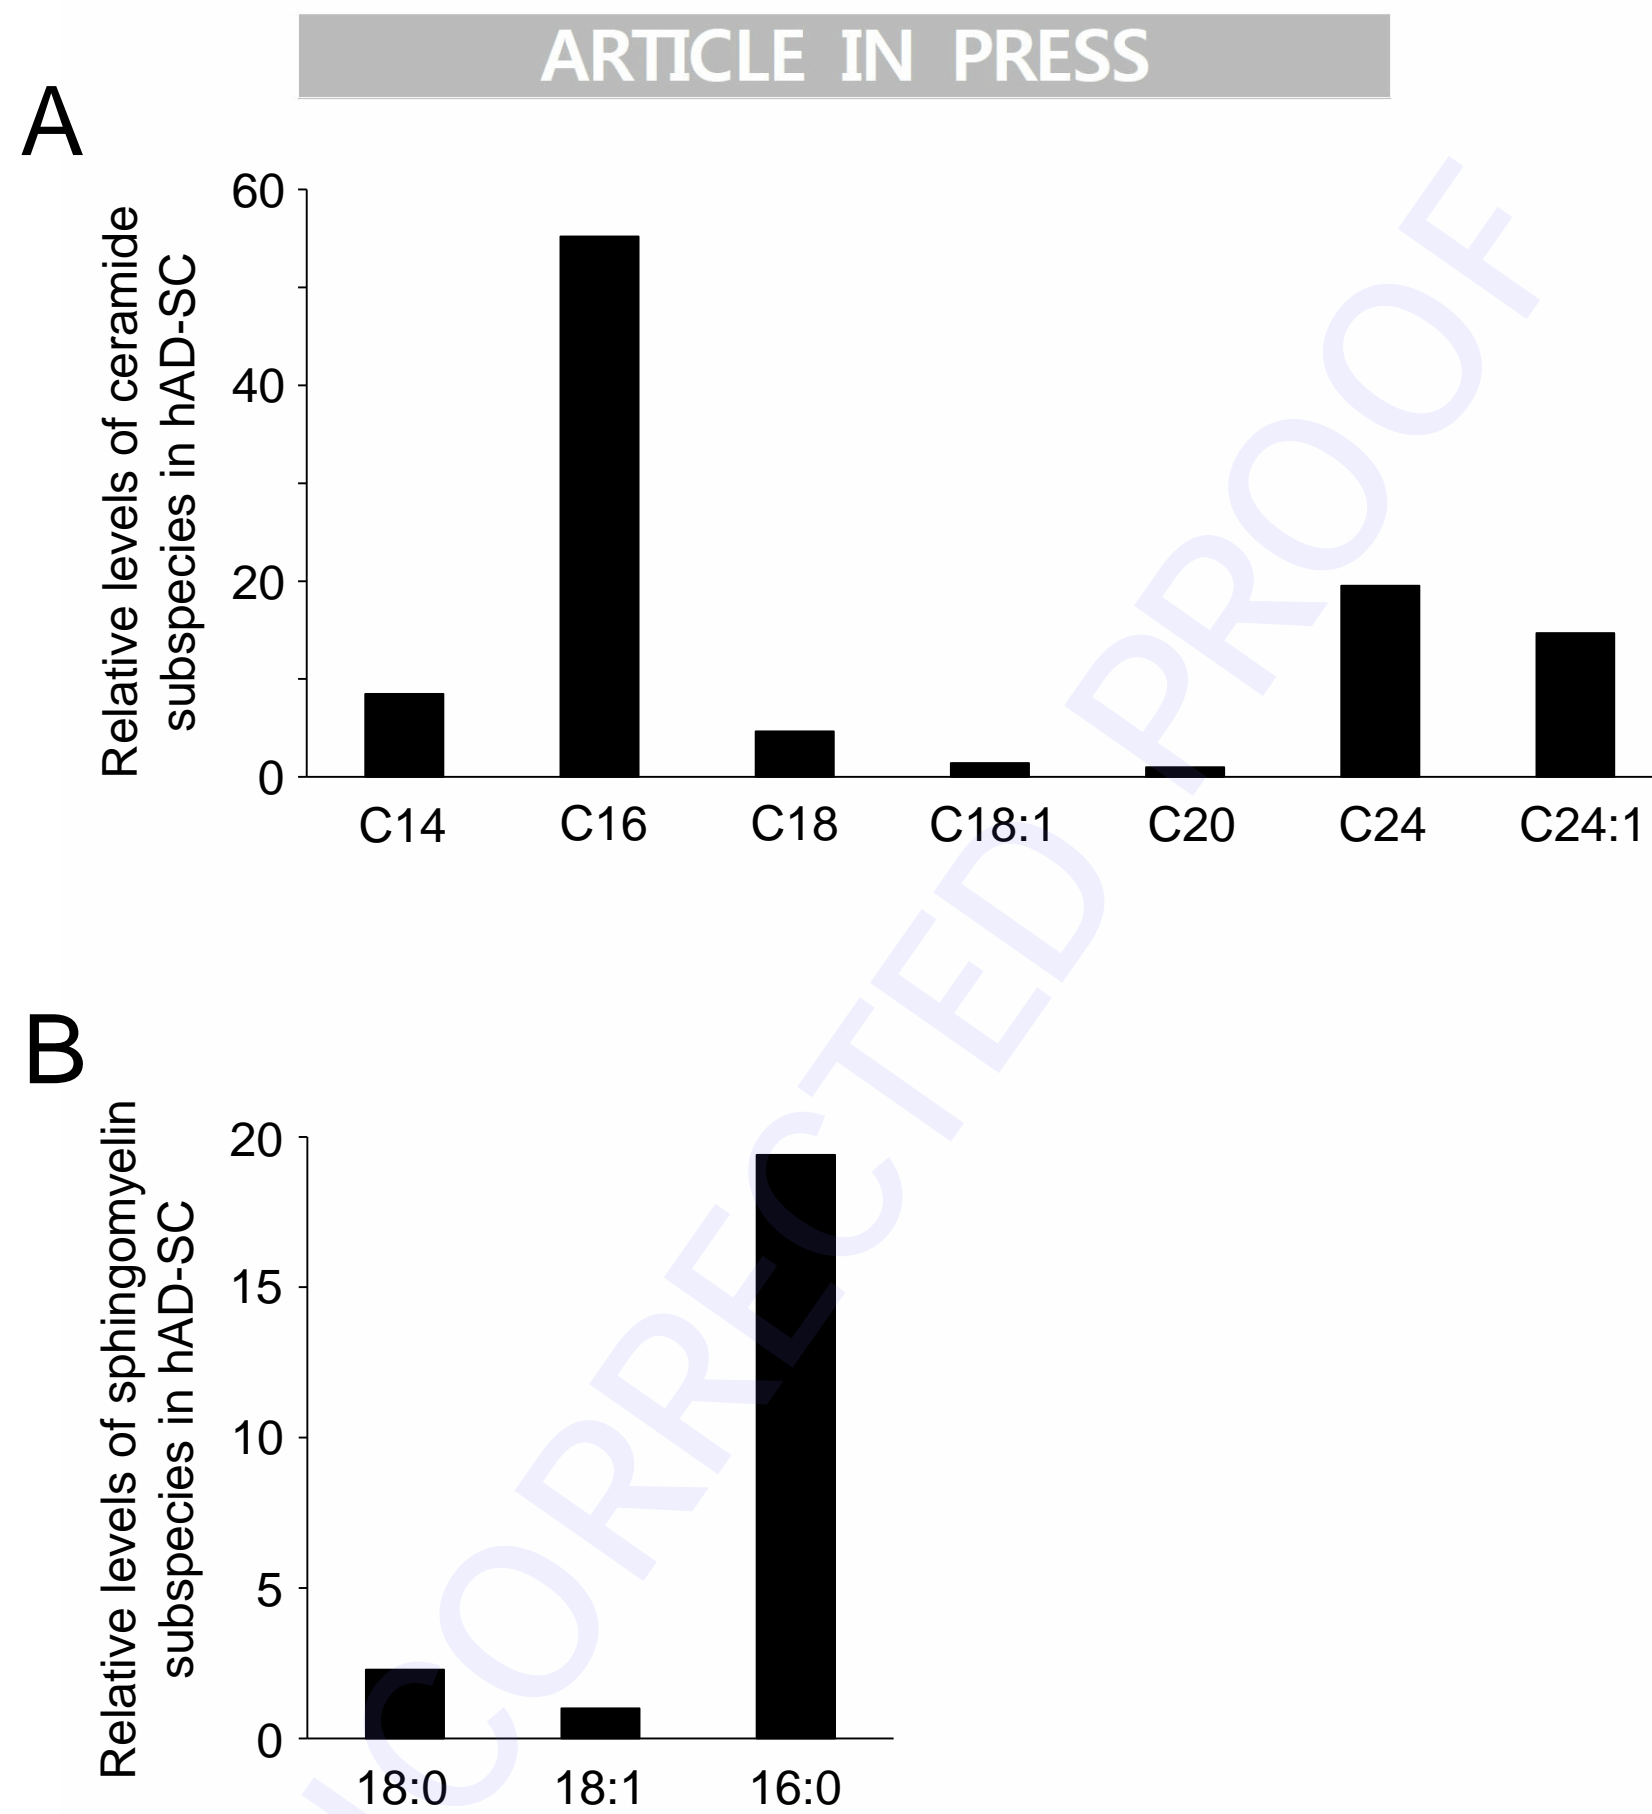 ARTICLE IN PRESS
A
Relative levels of ceramide
subspecies in hAD-SC
60
40
20
0
C14 C16 C18 C18:1 C20 C24 C24:1
B
Relative levels of sphingomyelin
subspecies in hAD-SC
20
15
10
5
0
18:0 18:1 16:0
CORRECTED PROOF